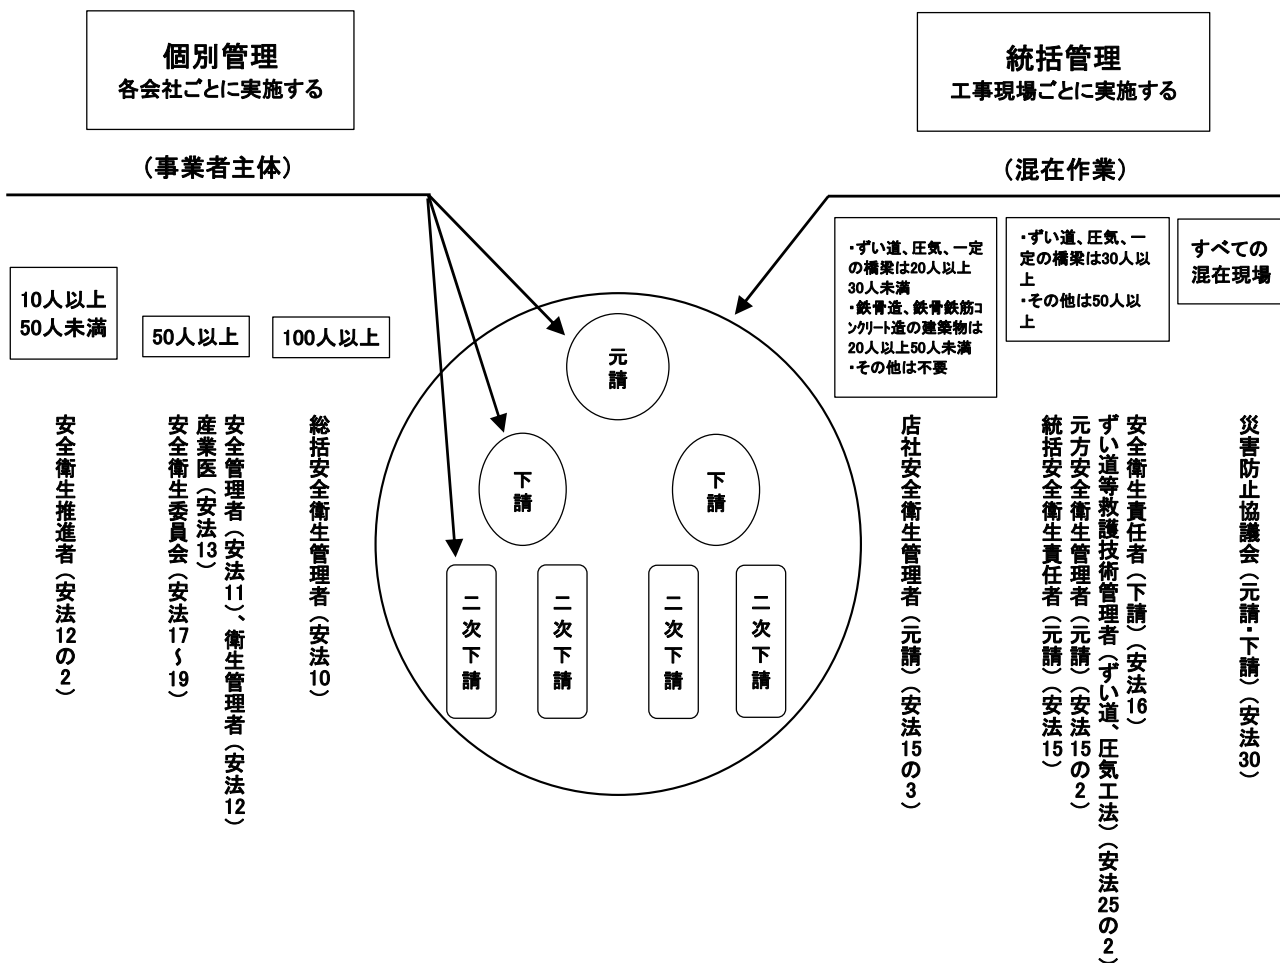 個別管理
各会社ごとに実施する
(事業者主体)
10人以上
50人未満
50人以上
100人以上
安全衛生推進者(安法12の2)
安全管理者(安法11)、衛生管理者(安法12)
産業医(安法13)
安全衛生委員会(安法17~19)
総括安全衛生管理者(安法10)
元請
下請
下請
二次下請
二次下請
二次下請
二次下請
統括管理
工事現場ごとに実施する
(混在作業)
・ずい道、圧気、一
定の橋梁は20人以上
30人未満
・鉄骨造、鉄骨鉄筋コ
ンクリート造の建築物は
20人以上50人未満
・その他は不要
・ずい道、圧気、一
定の橋梁は30人以
上
・その他は50人以
上
すべての
混在現場
店社安全衛生管理者(元請)(安法15の3)
安全衛生責任者(下請)(安法16)
ずい道等救護技術管理者(ずい道、圧気工法)(安法25の2)
元方安全衛生管理者(元請)(安法15の2)
統括安全衛生責任者(元請)(安法15)
災害防止協議会(元請・下請)(安法30)